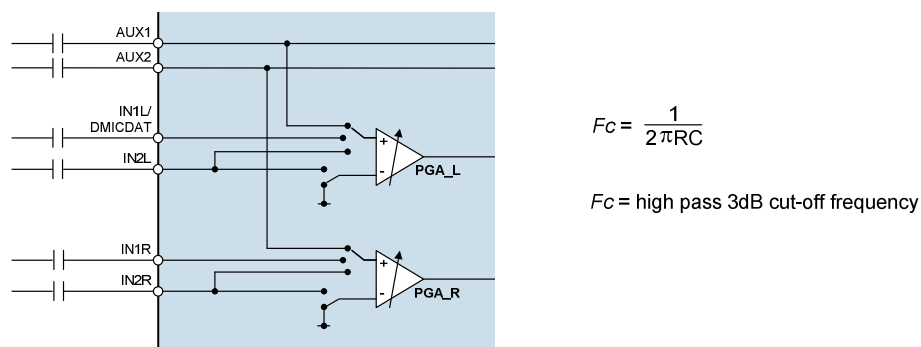 AUX1
AUX2
IN1L/
DMICDAT
IN2L
+
-
PGA_L
IN1R
IN2R
+
-
PGA_R
Fc = 1
2πRC
Fc = high pass 3dB cut-off frequency